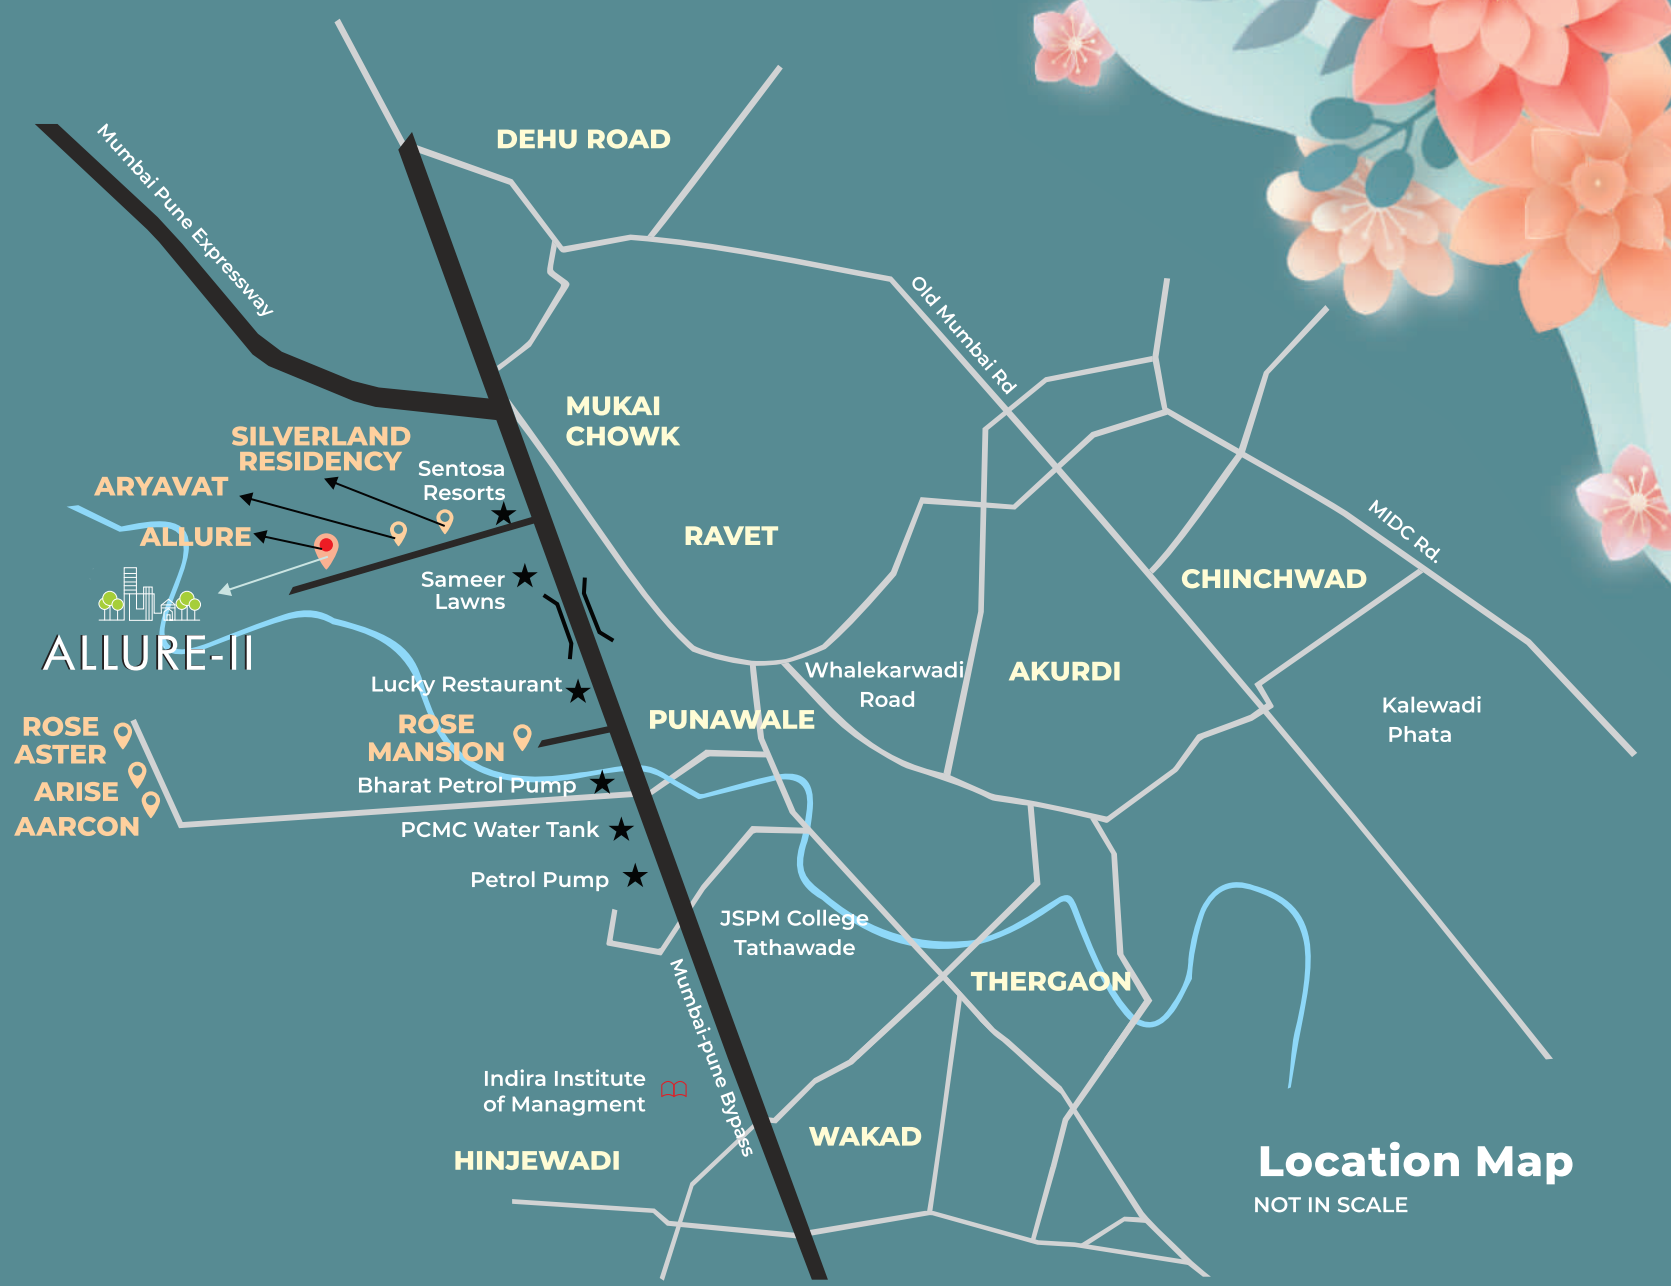 DEHU ROAD
Mumbai Pune Expressway
Old Mumbai Rd
MUKAI
CHOWK
SILVERLAND
RESIDENCY
Sentosa
Resorts
ARYAVAT
ALLURE
RAVET
MIDC Rd.
CHINCHWAD
Sameer
Lawns
ALLURE-II
Whalekarwadi
Road
AKURDI
Lucky Restaurant
Kalewadi
Phata
PUNAWALE
ROSE
ASTER
ROSE
MANSION
ARISE
Bharat Petrol Pump
AARCON
PCMC Water Tank
Petrol Pump
JSPM College
Tathawade
THERGAON
Mumbai-pune Bypass
Indira Institute
of Managment
WAKAD
HINJEWADI
Location Map
NOT IN SCALE